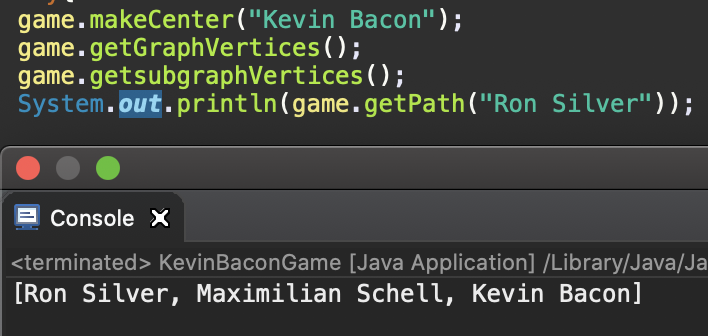 game.makeCenter("Kevin Bacon");
game.getGraphVertices();
game.getsubgraphVertices();
System.out.println(game.getPath("Ron Silver"));
Console
<terminated> KevinBaconGame [Java Application] /Library/Java/Ja
[Ron Silver, Maximilian Schell, Kevin Bacon]